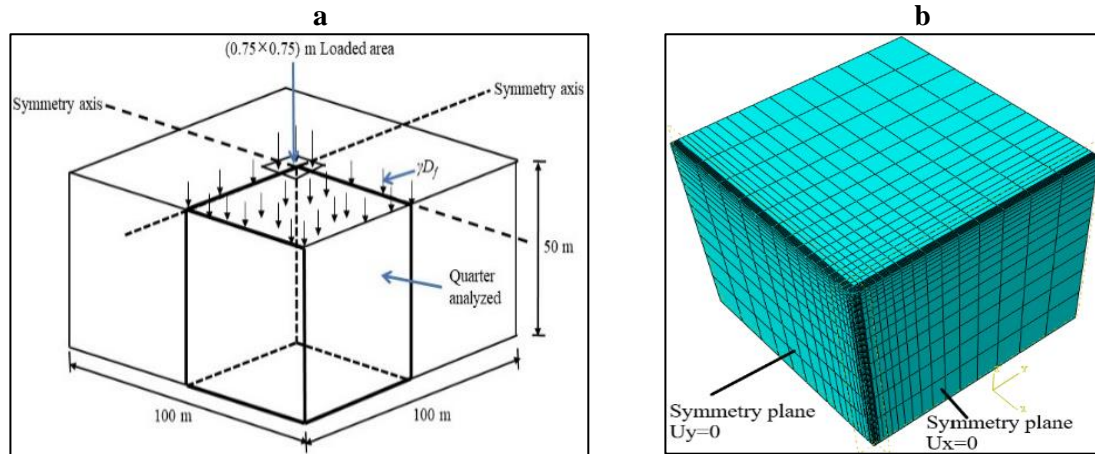 a
(0.75×0.75) m Loaded area
Symmetry axis
Symmetry axis
γD_f
50 m
Quarter
analyzed
100 m
100 m
b
Symmetry plane
Uy=0
Symmetry plane
Ux=0